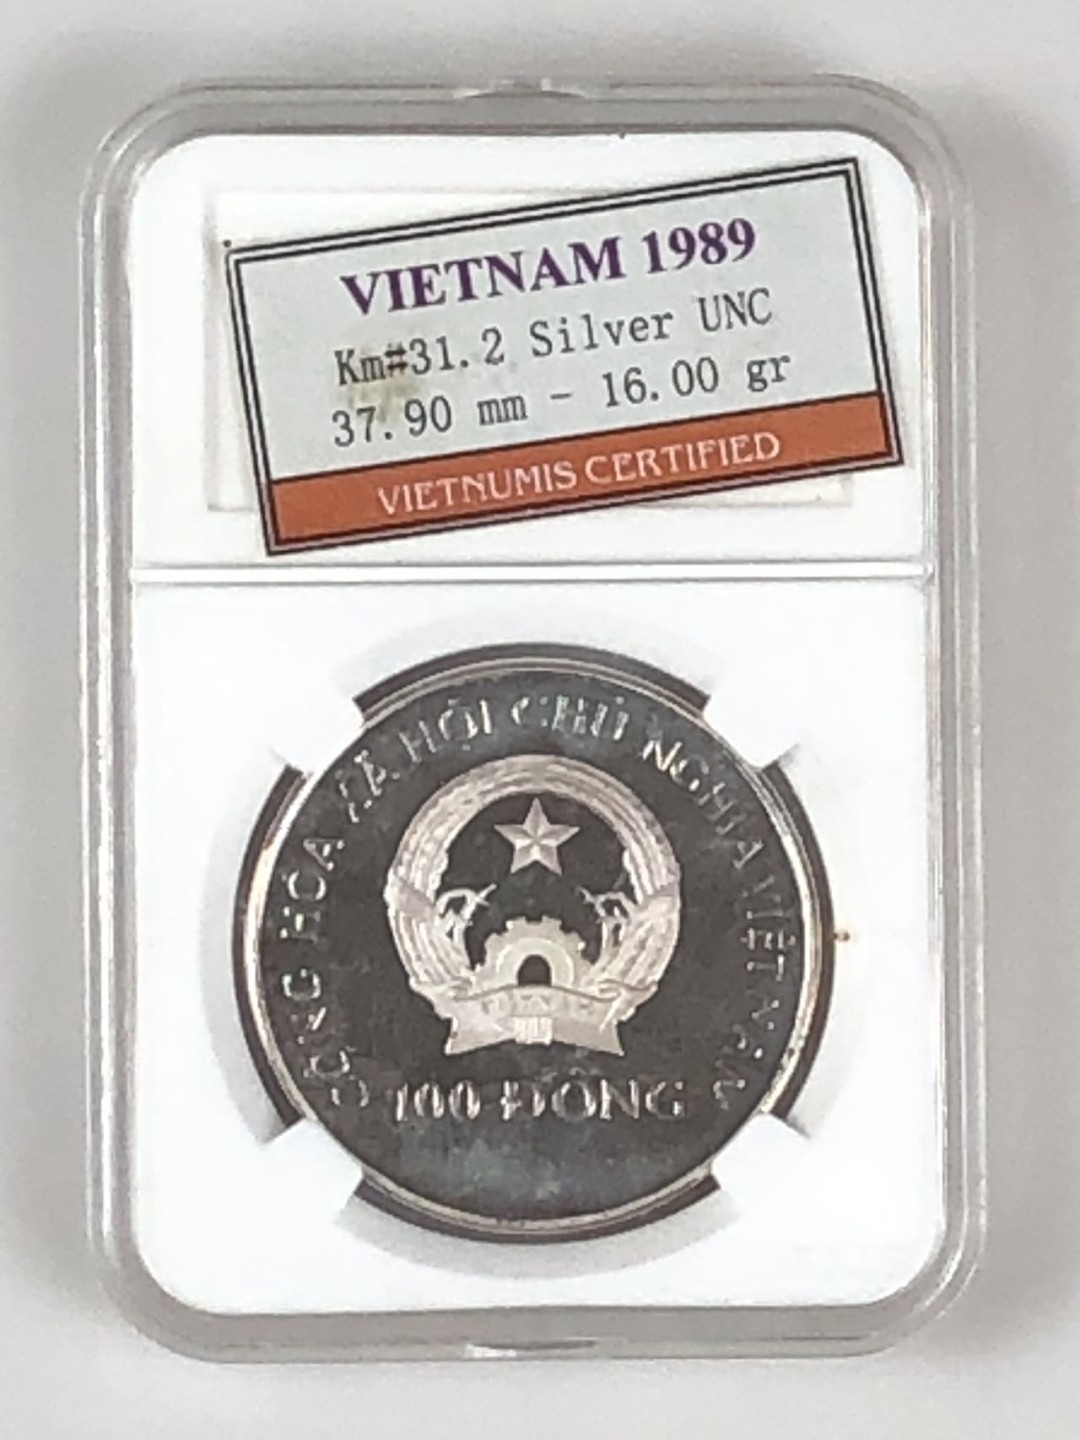 VIETNAM 1989
Km#31.2 Silver UNC
37.90 mm - 16.00 gr
VIETNUMIS CERTIFIED
CỘNG HÒA XÃ HỘI CHỦ NGHĨA VIỆT NAM
100 ĐỒNG